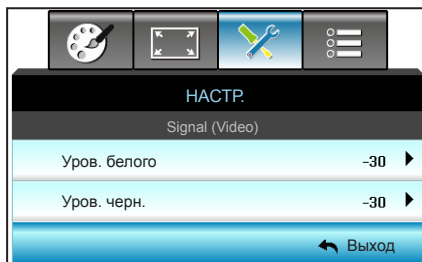 НАСТР.
Signal (Video)
Уров. белого -30
Уров. черн. -30
Выход